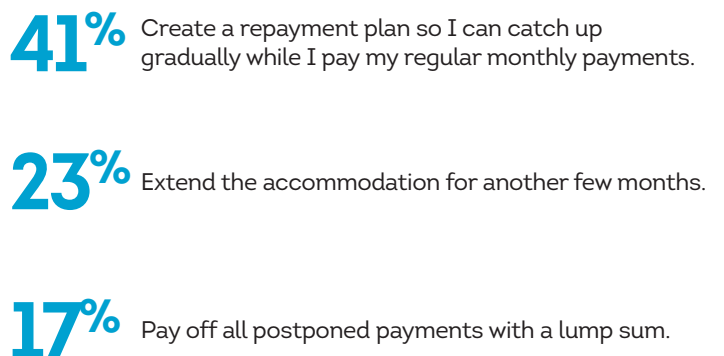 41% Create a repayment plan so I can catch up
gradually while I pay my regular monthly payments.
23% Extend the accommodation for another few months.
17% Pay off all postponed payments with a lump sum.